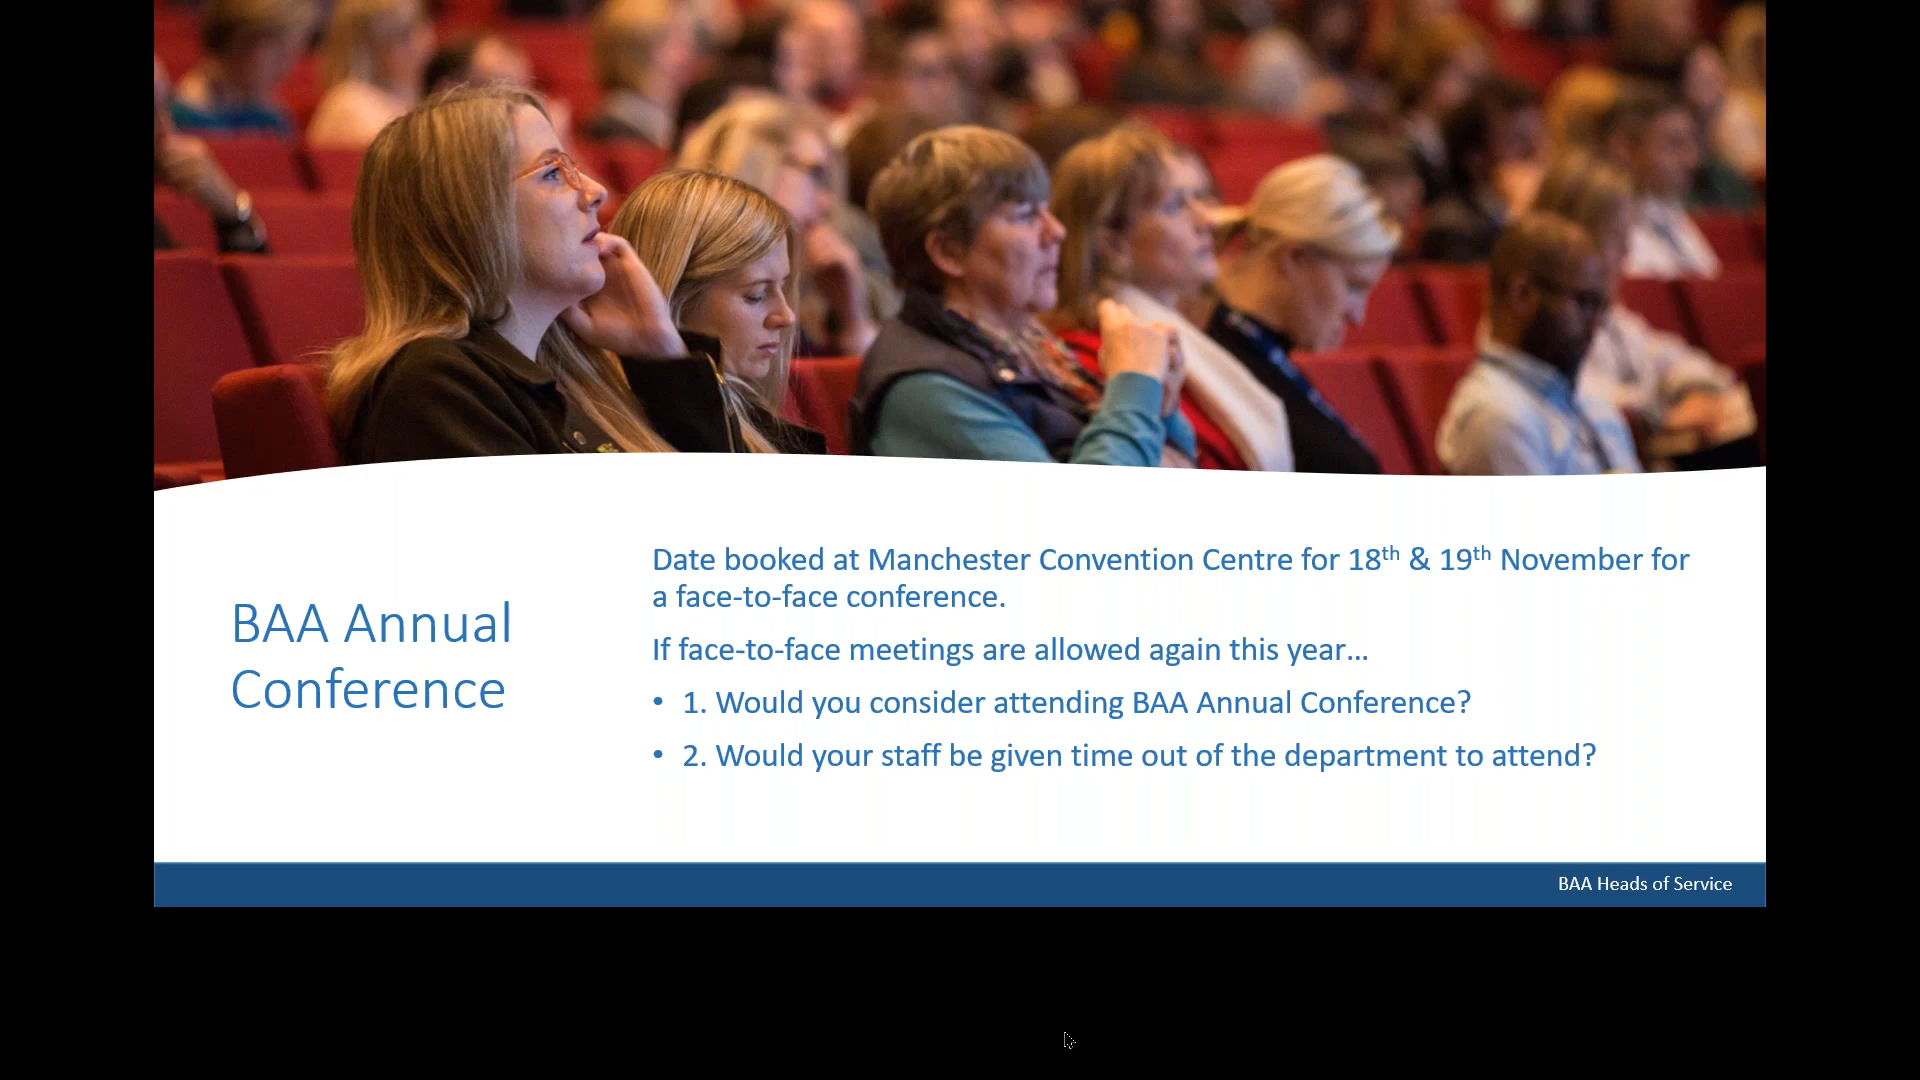 BAA Annual
Conference
Date booked at Manchester Convention Centre for 18th & 19th November for
a face-to-face conference.
If face-to-face meetings are allowed again this year...
• 1. Would you consider attending BAA Annual Conference?
• 2. Would your staff be given time out of the department to attend?
BAA Heads of Service